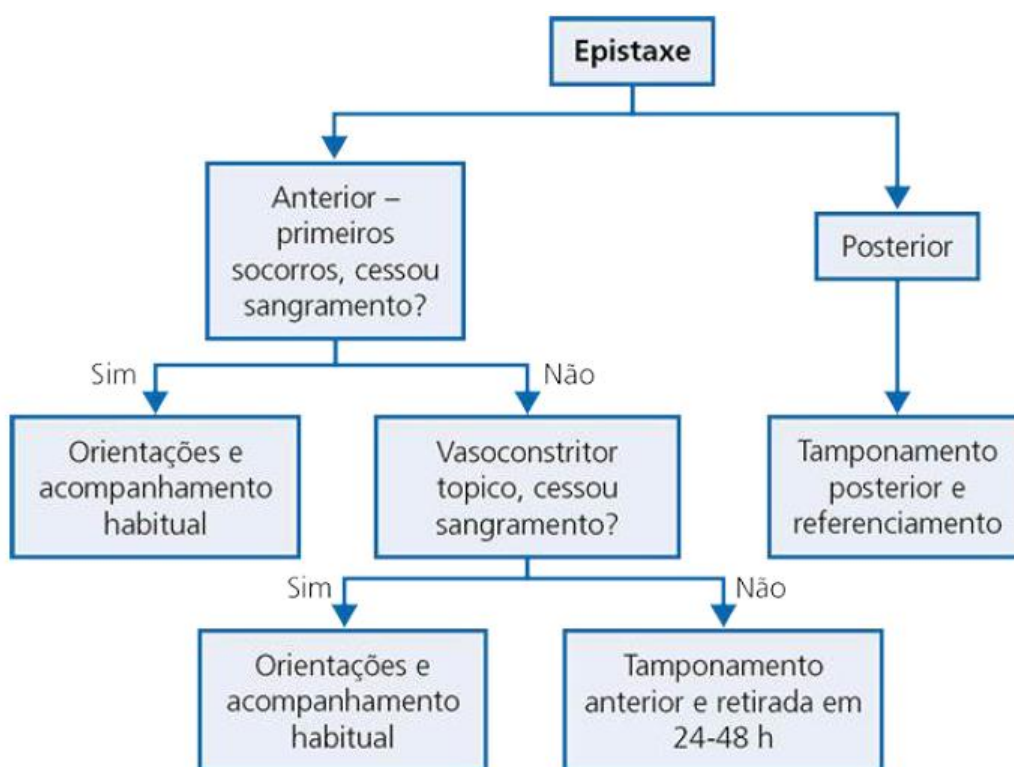 Epistaxe
Anterior –
primeiros
socorros, cessou
sangramento?
Posterior
Sim
Não
Orientações e
acompanhamento
habitual
Vasoconstritor
topico, cessou
sangramento?
Tamponamento
posterior e
referenciamento
Sim
Não
Orientações e
acompanhamento
habitual
Tamponamento
anterior e retirada em
24-48 h